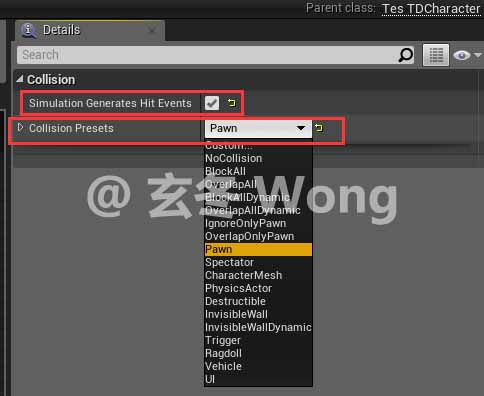 Parent class: Tes TDCharacter
Details
Search
Collision
Simulation Generates Hit Events
Collision Presets
Pawn
Custom...
NoCollision
BlockAll
OverlapAll
BlockAllDynamic
OverlapAllDynamic
IgnoreOnlyPawn
OverlapOnlyPawn
Pawn
Spectator
CharacterMesh
PhysicsActor
Destructible
InvisibleWall
InvisibleWallDynamic
Trigger
Ragdoll
Vehicle
UI
@ 玄冬 Wong